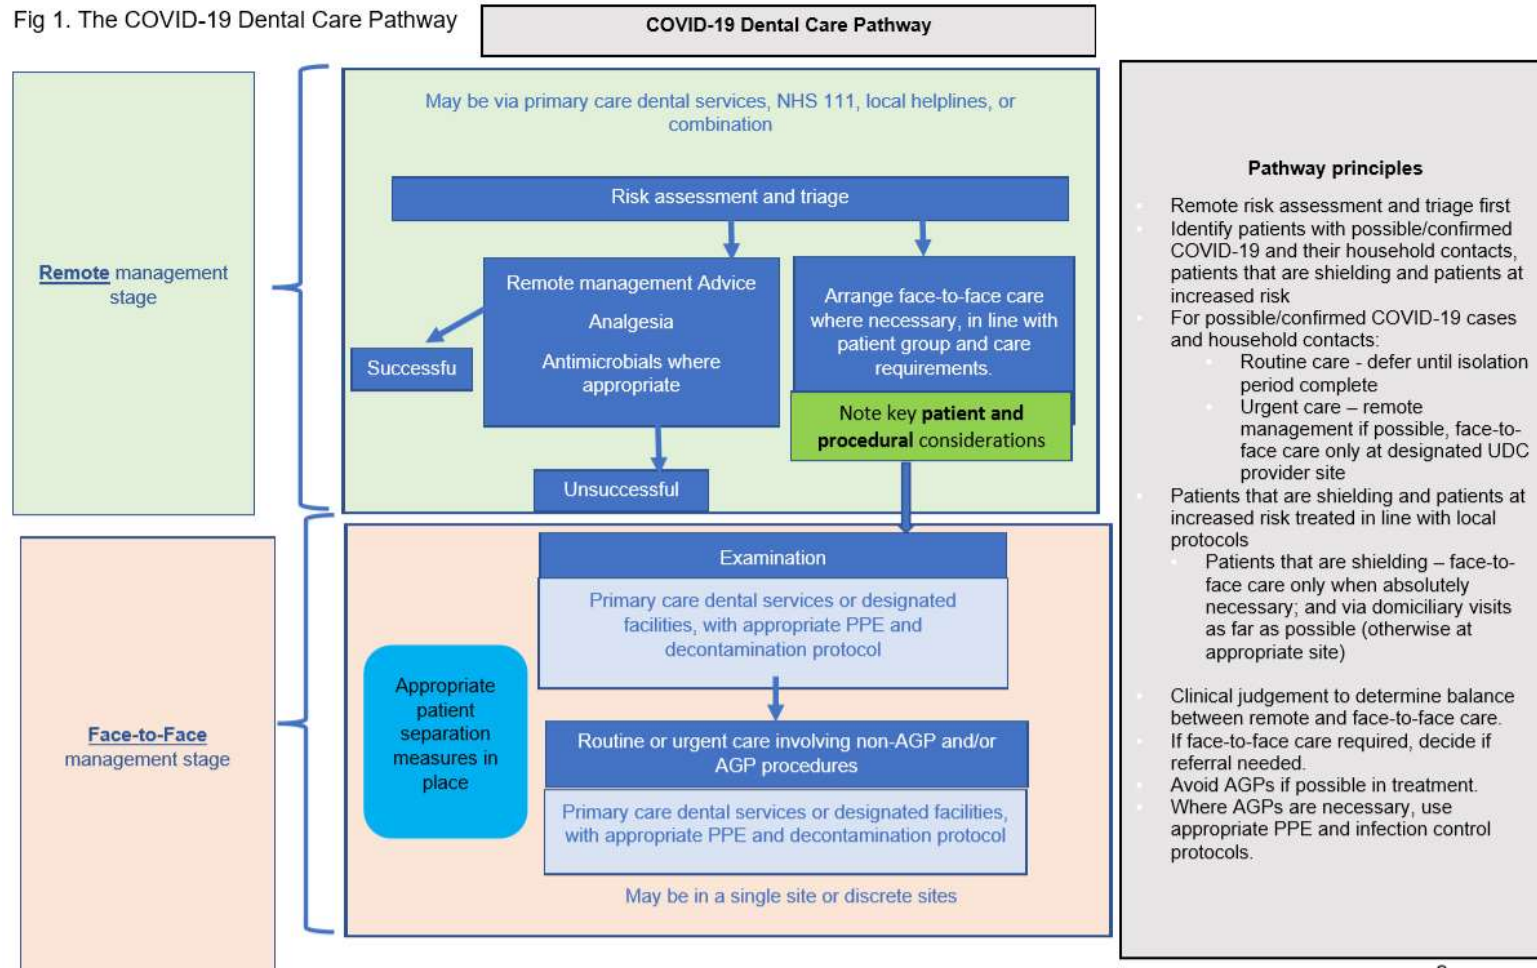 Fig 1. The COVID-19 Dental Care Pathway
COVID-19 Dental Care Pathway
Remote management
stage
May be via primary care dental services, NHS 111, local helplines, or
combination
Risk assessment and triage
Remote management Advice
Analgesia
Antimicrobials where
appropriate
Successfu
Unsuccessful
Arrange face-to-face care
where necessary, in line with
patient group and care
requirements.
Note key patient and
procedural considerations
Face-to-Face
management stage
Appropriate
patient
separation
measures in
place
Examination
Primary care dental services or designated
facilities, with appropriate PPE and
decontamination protocol
Routine or urgent care involving non-AGP and/or
AGP procedures
Primary care dental services or designated facilities,
with appropriate PPE and decontamination protocol
May be in a single site or discrete sites
Pathway principles
Remote risk assessment and triage first
Identify patients with possible/confirmed
COVID-19 and their household contacts,
patients that are shielding and patients at
increased risk
For possible/confirmed COVID-19 cases
and household contacts:
Routine care - defer until isolation
period complete
Urgent care – remote
management if possible, face-to-
face care only at designated UDC
provider site
Patients that are shielding and patients at
increased risk treated in line with local
protocols
Patients that are shielding – face-to-
face care only when absolutely
necessary; and via domiciliary visits
as far as possible (otherwise at
appropriate site)
Clinical judgement to determine balance
between remote and face-to-face care.
If face-to-face care required, decide if
referral needed.
Avoid AGPs if possible in treatment.
Where AGPs are necessary, use
appropriate PPE and infection control
protocols.